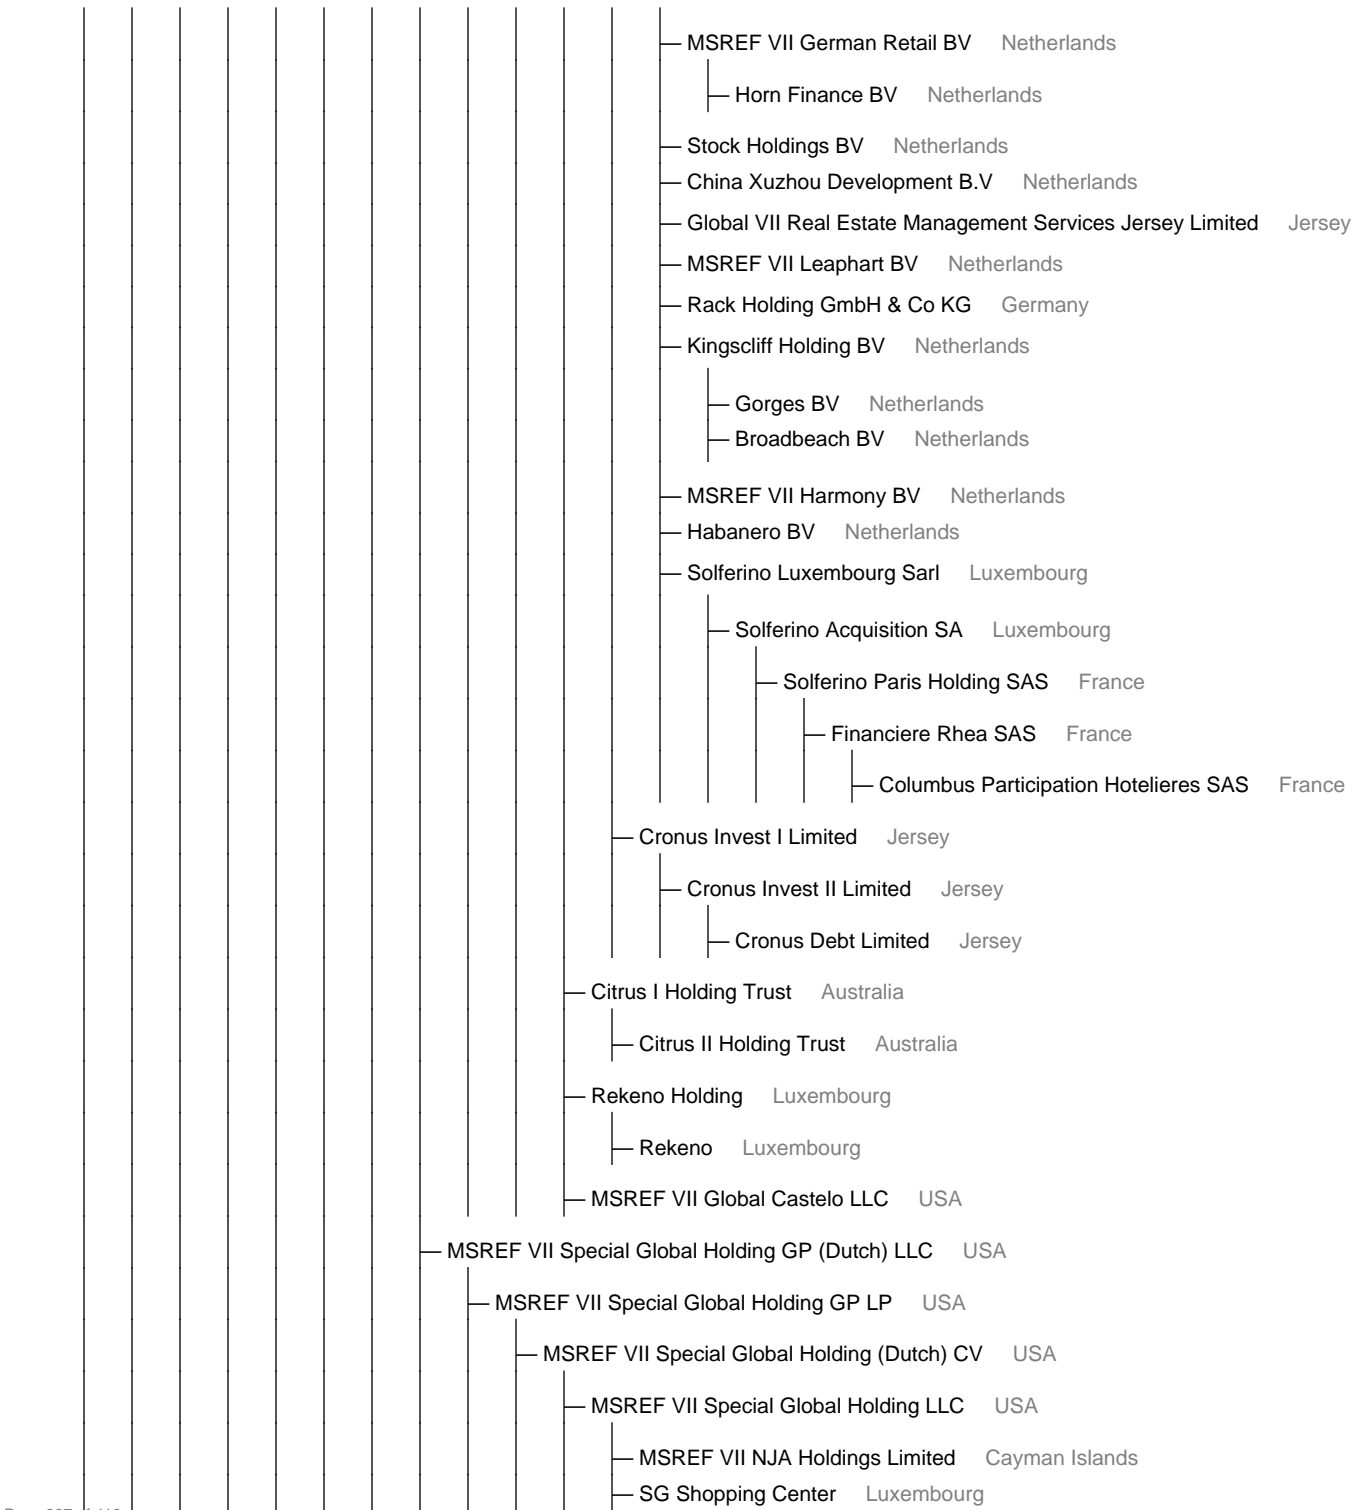 MSREF VII German Retail BV Netherlands
Horn Finance BV Netherlands
Stock Holdings BV Netherlands
China Xuzhou Development B.V Netherlands
Global VII Real Estate Management Services Jersey Limited Jersey
MSREF VII Leaphart BV Netherlands
Rack Holding GmbH & Co KG Germany
Kingscliff Holding BV Netherlands
Gorges BV Netherlands
Broadbeach BV Netherlands
MSREF VII Harmony BV Netherlands
Habanero BV Netherlands
Solferino Luxembourg Sarl Luxembourg
Solferino Acquisition SA Luxembourg
Solferino Paris Holding SAS France
Financiere Rhea SAS France
Columbus Participation Hotelieres SAS France
Cronus Invest I Limited Jersey
Cronus Invest II Limited Jersey
Cronus Debt Limited Jersey
Citrus I Holding Trust Australia
Citrus II Holding Trust Australia
Rekeno Holding Luxembourg
Rekeno Luxembourg
MSREF VII Global Castelo LLC USA
MSREF VII Special Global Holding GP (Dutch) LLC USA
MSREF VII Special Global Holding GP LP USA
MSREF VII Special Global Holding (Dutch) CV USA
MSREF VII Special Global Holding LLC USA
MSREF VII NJA Holdings Limited Cayman Islands
SG Shopping Center Luxembourg